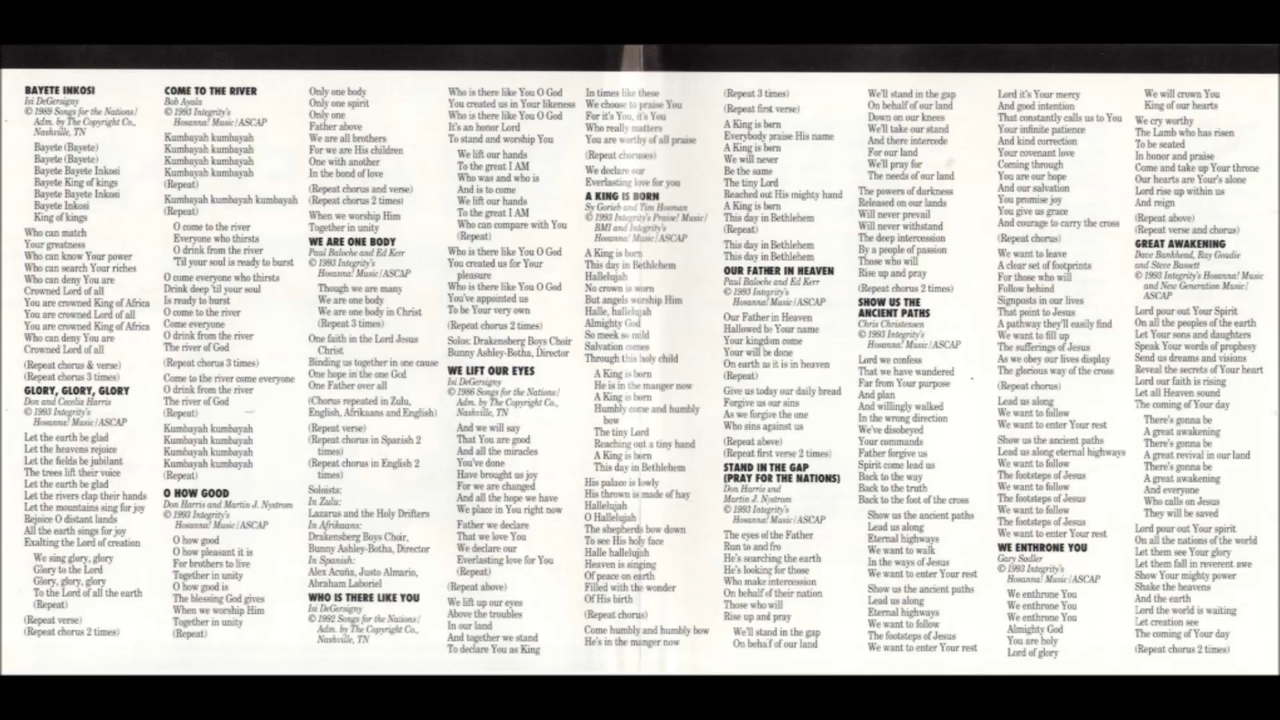 BAYETE INKOSI
Isi DeGersigny
© 1989 Songs for the Nations/
Adm. by The Copyright Co.,
Nashville, TN
Bayete (Bayete)
Bayete (Bayete)
Bayete Bayete Inkosi
Bayete King of kings
Bayete Bayete Inkosi
Bayete Inkosi
King of kings
Who can match
Your greatness
Who can know Your power
Who can search Your riches
Who can deny You are
Crowned Lord of all
You are crowned King of Africa
You are crowned Lord of all
You are crowned King of Africa
Who can deny You are
Crowned Lord of all
(Repeat chorus & verse)
(Repeat chorus 3 times)
GLORY, GLORY, GLORY
Don and Cecelia Harris
© 1993 Integrity's
Hosanna! Music/ASCAP
Let the earth be glad
Let the heavens rejoice
Let the fields be jubilant
The trees lift their voice
Let the earth be glad
Let the rivers clap their hands
Let the mountains sing for joy
Rejoice O distant lands
All the earth sings for joy
Exalting the Lord of creation
We sing glory, glory
Glory to the Lord
Glory, glory, glory
To the Lord of all the earth
(Repeat)
(Repeat verse)
(Repeat chorus 2 times)
COME TO THE RIVER
Bob Ayala
© 1993 Integrity's
Hosanna! Music/ASCAP
Kumbayah kumbayah
Kumbayah kumbayah
Kumbayah kumbayah
Kumbayah kumbayah
(Repeat)
Kumbayah kumbayah kumbayah
(Repeat)
O come to the river
Everyone who thirsts
O drink from the river
'Til your soul is ready to burst
O come everyone who thirsts
Drink deep 'til your soul
Is ready to burst
O come to the river
Come everyone
O drink from the river
The river of God
(Repeat chorus 3 times)
Come to the river come everyone
O drink from the river
The river of God
(Repeat)
Kumbayah kumbayah
Kumbayah kumbayah
Kumbayah kumbayah
Kumbayah kumbayah
(Repeat)
O HOW GOOD
Don Harris and Martin J. Nystrom
© 1993 Integrity's
Hosanna! Music/ASCAP
O how good
O how pleasant it is
For brothers to live
Together in unity
O how good is
The blessing God gives
When we worship Him
Together in unity
(Repeat)
Only one body
Only one spirit
Only one
Father above
We are all brothers
For we are His children
One with another
In the bond of love
(Repeat chorus and verse)
(Repeat chorus 2 times)
When we worship Him
Together in unity
WE ARE ONE BODY
Paul Baloche and Ed Kerr
© 1993 Integrity's
Hosanna! Music/ASCAP
Though we are many
We are one body
We are one body in Christ
(Repeat 3 times)
One faith in the Lord Jesus
Christ
Binding us together in one cause
One hope in the one God
One Father over all
(Chorus repeated in Zulu,
English, Afrikaans and English)
(Repeat verse)
(Repeat chorus in Spanish 2
times)
(Repeat chorus in English 2
times)
Soloists:
In Zulu:
Lazarus and the Holy Drifters
In Afrikaans:
Drakensberg Boys Choir,
Bunny Ashley-Botha, Director
In Spanish:
Alex Acuña, Justo Almario,
Abraham Laboriel
WHO IS THERE LIKE YOU
Isi DeGersigny
© 1992 Songs for the Nations/
Adm. by The Copyright Co.,
Nashville, TN
Who is there like You O God
You created us in Your likeness
Who is there like You O God
It's an honor Lord
To stand and worship You
We lift our hands
To the great I AM
Who was and who is
And is to come
We lift our hands
To the great I AM
Who can compare with You
(Repeat)
Who is there like You O God
You created us for Your
pleasure
Who is there like You O God
You've appointed us
To be Your very own
(Repeat chorus 2 times)
Solos: Drakensberg Boys Choir
Bunny Ashley-Botha, Director
WE LIFT OUR EYES
Isi DeGersigny
© 1986 Songs for the Nations/
Adm. by The Copyright Co.,
Nashville, TN
And we will say
That You are good
And all the miracles
You've done
Have brought us joy
For we are changed
And all the hope we have
We place in You right now
Father we declare
That we love You
We declare our
Everlasting love for You
(Repeat)
(Repeat above)
We lift up our eyes
Above the troubles
In our land
And together we stand
To declare You as King
In times like these
We choose to praise You
For it's You, it's You
Who really matters
You are worthy of all praise
(Repeat choruses)
We declare our
Everlasting love for you
A KING IS BORN
Sy Gorieb and Tim Hosman
© 1993 Integrity's Praise! Music/
BMI and Integrity's
Hosanna! Music/ASCAP
A King is born
This day in Bethlehem
Hallelujah
No crown is worn
But angels worship Him
Halle, hallelujah
Almighty God
So meek so mild
Salvation comes
Through this holy child
A King is born
He is in the manger now
A King is born
Humbly come and humbly
bow
The tiny Lord
Reaching out a tiny hand
A King is born
This day in Bethlehem
His palace is lowly
His thrown is made of hay
Hallelujah
O Hallelujah
The shepherds bow down
To see His holy face
Halle hallelujah
Heaven is singing
Of peace on earth
Filled with the wonder
Of His birth
(Repeat chorus)
Come humbly and humbly bow
He's in the manger now
(Repeat 3 times)
(Repeat first verse)
A King is born
Everybody praise His name
A King is born
We will never
Be the same
The tiny Lord
Reached out His mighty hand
A King is born
This day in Bethlehem
(Repeat)
This day in Bethlehem
This day in Bethlehem
OUR FATHER IN HEAVEN
Paul Baloche and Ed Kerr
© 1993 Integrity's
Hosanna! Music/ASCAP
Our Father in Heaven
Hallowed be Your name
Your kingdom come
Your will be done
On earth as it is in heaven
(Repeat)
Give us today our daily bread
Forgive us our sins
As we forgive the one
Who sins against us
(Repeat above)
(Repeat first verse 2 times)
STAND IN THE GAP
(PRAY FOR THE NATIONS)
Don Harris and
Martin J. Nystrom
© 1993 Integrity's
Hosanna! Music/ASCAP
The eyes of the Father
Run to and fro
He's searching the earth
He's looking for those
Who make intercession
On behalf of their nation
Those who will
Rise up and pray
We'll stand in the gap
On behalf of our land
We'll stand in the gap
On behalf of our land
Down on our knees
We'll take our stand
And there intercede
For our land
We'll pray for
The needs of our land
The powers of darkness
Released on our lands
Will never prevail
Will never withstand
The deep intercession
By a people of passion
Those who will
Rise up and pray
(Repeat chorus 2 times)
SHOW US THE
ANCIENT PATHS
Chris Christensen
© 1993 Integrity's
Hosanna! Music/ASCAP
Lord we confess
That we have wandered
Far from Your purpose
And plan
And willingly walked
In the wrong direction
We've disobeyed
Your commands
Father forgive us
Spirit come lead us
Back to the way
Back to the truth
Back to the foot of the cross
Show us the ancient paths
Lead us along
Eternal highways
We want to walk
In the ways of Jesus
We want to enter Your rest
Show us the ancient paths
Lead us along
Eternal highways
We want to follow
The footsteps of Jesus
We want to enter Your rest
Lord it's Your mercy
And good intention
That constantly calls us to You
Your infinite patience
And kind correction
Your covenant love
Coming through
You are our hope
And our salvation
You promise joy
You give us grace
And courage to carry the cross
(Repeat chorus)
We want to leave
A clear set of footprints
For those who will
Follow behind
Signposts in our lives
That point to Jesus
A pathway they'll easily find
We want to fill up
The sufferings of Jesus
As we obey our lives display
The glorious way of the cross
(Repeat chorus)
Lead us along
We want to follow
We want to enter Your Rest
Show us the ancient paths
Lead us along eternal highways
We want to follow
The footsteps of Jesus
We want to follow
The footsteps of Jesus
We want to follow
The footsteps of Jesus
We want to enter Your rest
WE ENTHRONE YOU
Gary Sadler
© 1993 Integrity's
Hosanna! Music/ASCAP
We enthrone You
We enthrone You
We enthrone You
Almighty God
You are holy
Lord of glory
We will crown You
King of our hearts
We cry worthy
The Lamb who has risen
To be seated
In honor and praise
Come and take up Your throne
Our hearts are Your's alone
Lord rise up within us
And reign
(Repeat above)
(Repeat verse and chorus)
GREAT AWAKENING
Dave Bankhead, Ray Goudie
and Steve Bassett
© 1993 Integrity's Hosanna! Music
and New Generation Music/
ASCAP
Lord pour out Your Spirit
On all the peoples of the earth
Let Your sons and daughters
Speak Your words of prophesy
Send us dreams and visions
Reveal the secrets of Your heart
Lord our faith is rising
Let all Heaven sound
The coming of Your day
There's gonna be
A great awakening
There's gonna be
A great revival in our land
There's gonna be
A great awakening
And everyone
Who calls on Jesus
They will be saved
Lord pour out Your spirit
On all the nations of the world
Let them see Your glory
Let them fall in reverent awe
Show Your mighty power
Shake the heavens
And the earth
Lord the world is waiting
Let creation see
The coming of Your day
(Repeat chorus 2 times)